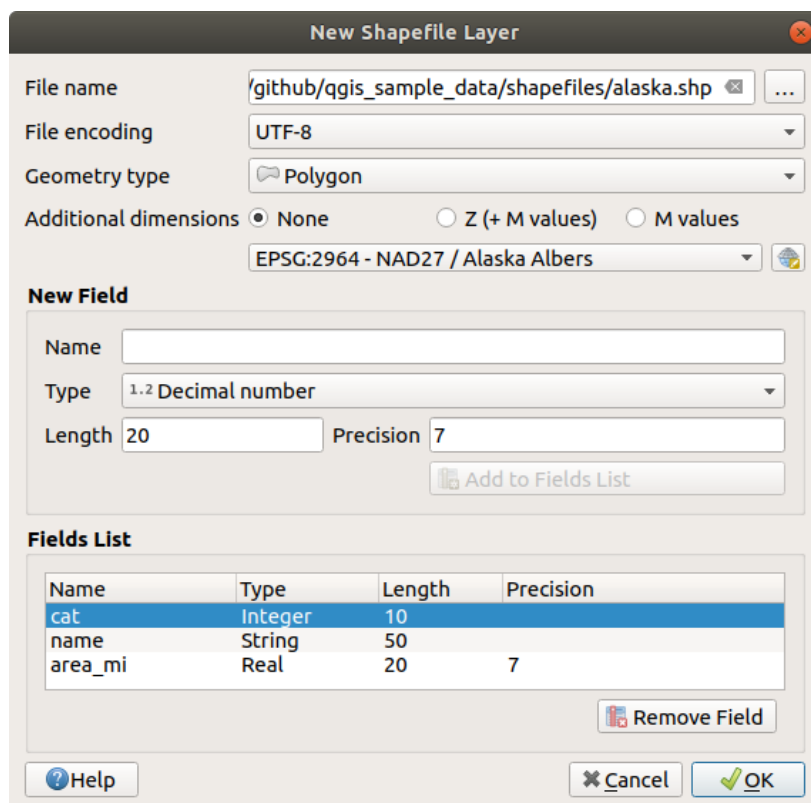 New Shapefile Layer
File name /github/qgis_sample_data/shapefiles/alaska.shp ...
File encoding UTF-8
Geometry type Polygon
Additional dimensions None Z (+ M values) M values
EPSG:2964 - NAD27 / Alaska Albers
New Field
Name
Type 1.2 Decimal number
Length 20 Precision 7
Add to Fields List
Fields List
Name Type Length Precision
cat Integer 10
name String 50
area_mi Real 20 7
Remove Field
Help Cancel OK